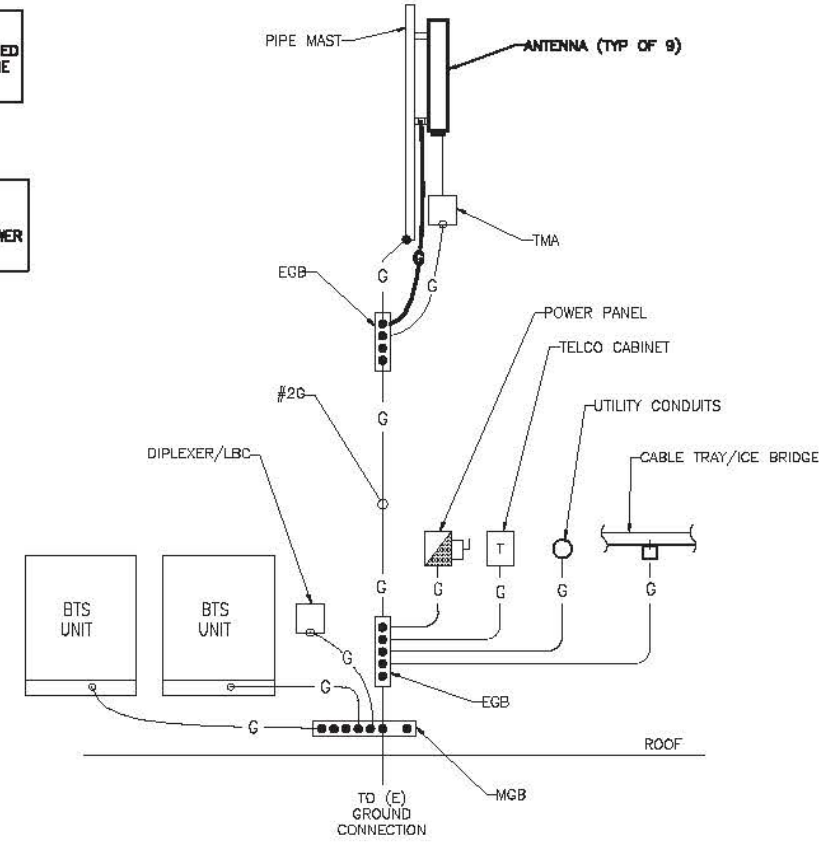 PIPE MAST
ANTENNA (TYP OF 9)
TMA
G
G
G
EGB
POWER PANEL
TELCO CABINET
#2G
G
UTILITY CONDUITS
DIPLEXER/LBC
CABLE TRAY/ICE BRIDGE
T
BTS
UNIT
BTS
UNIT
G
G
G
G
G
G
G
G
EGB
ROOF
MGB
TO (E)
GROUND
CONNECTION